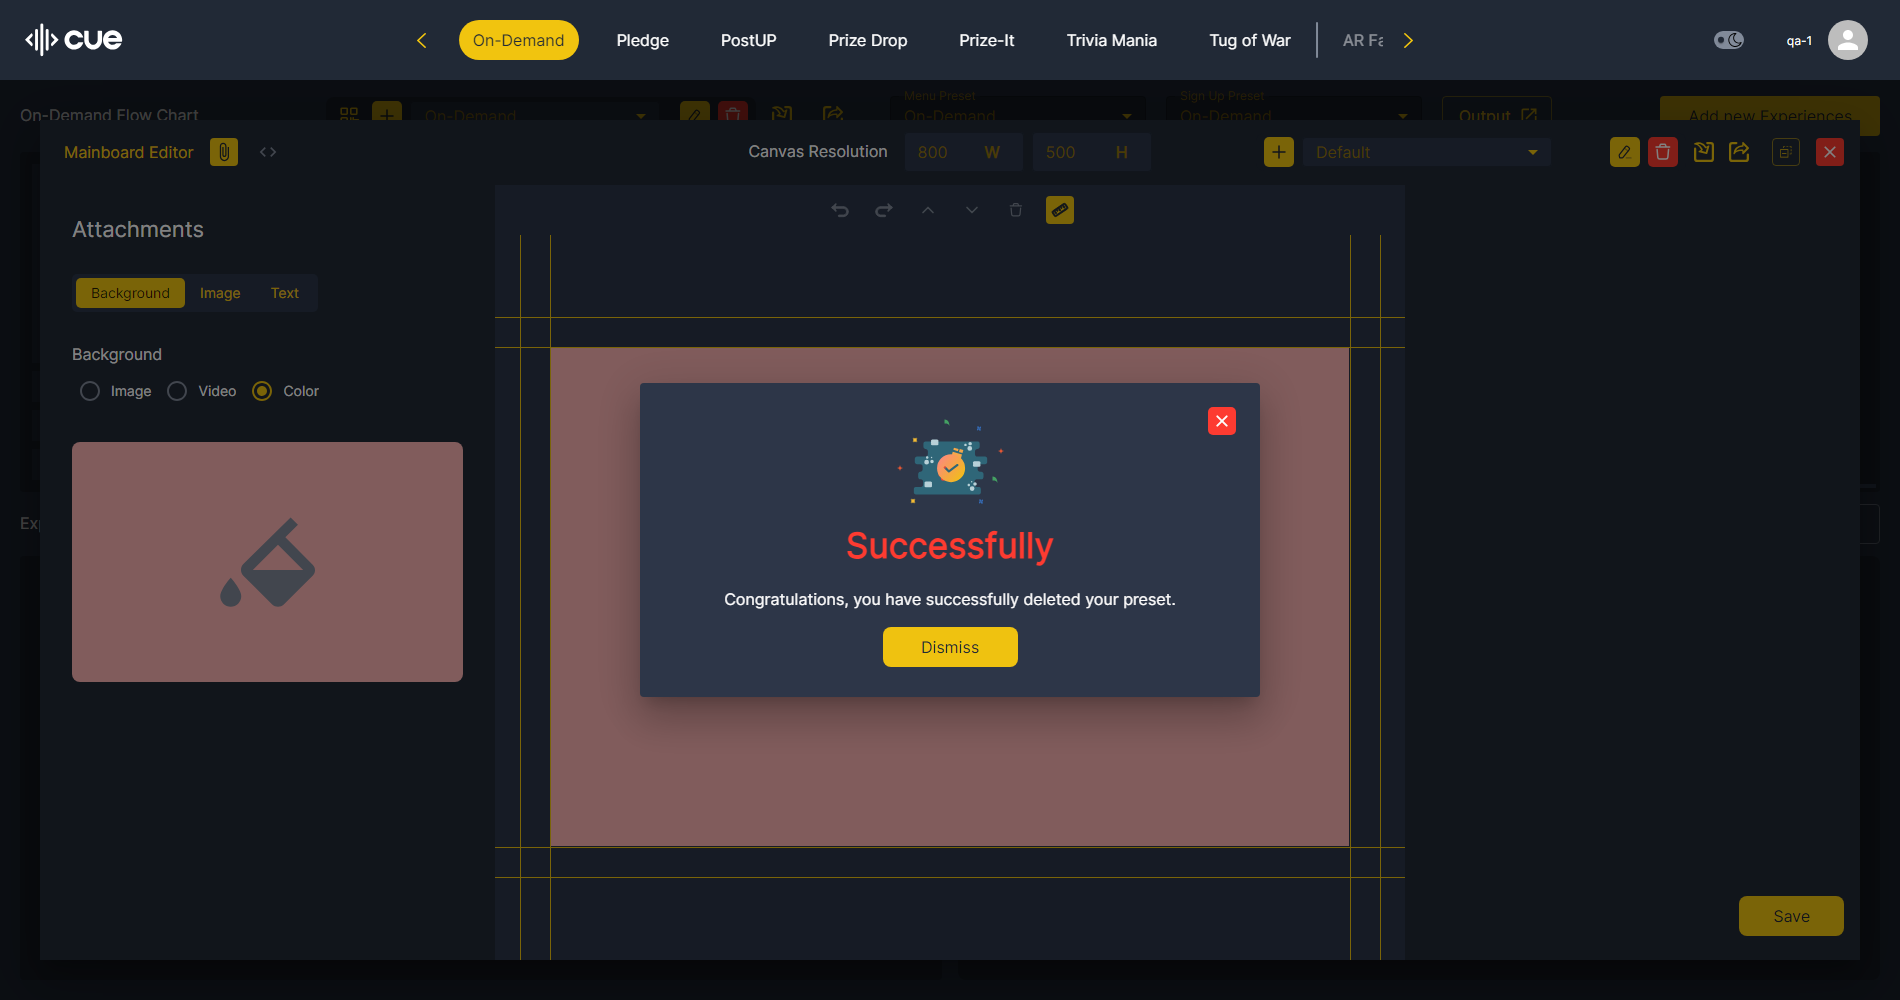 cue
On-Demand
Pledge
PostUP
Prize Drop
Prize-It
Trivia Mania
Tug of War
AR Fa
qa-1
On-Demand Flow Chart
On-Demand
Menu Preset
On-Demand
Sign Up Preset
On-Demand
Output
Add new Experiences
Mainboard Editor
Canvas Resolution
800 W
500 H
Default
Attachments
Background
Image
Text
Background
Image
Video
Color
Exp
Successfully
Congratulations, you have successfully deleted your preset.
Dismiss
Save